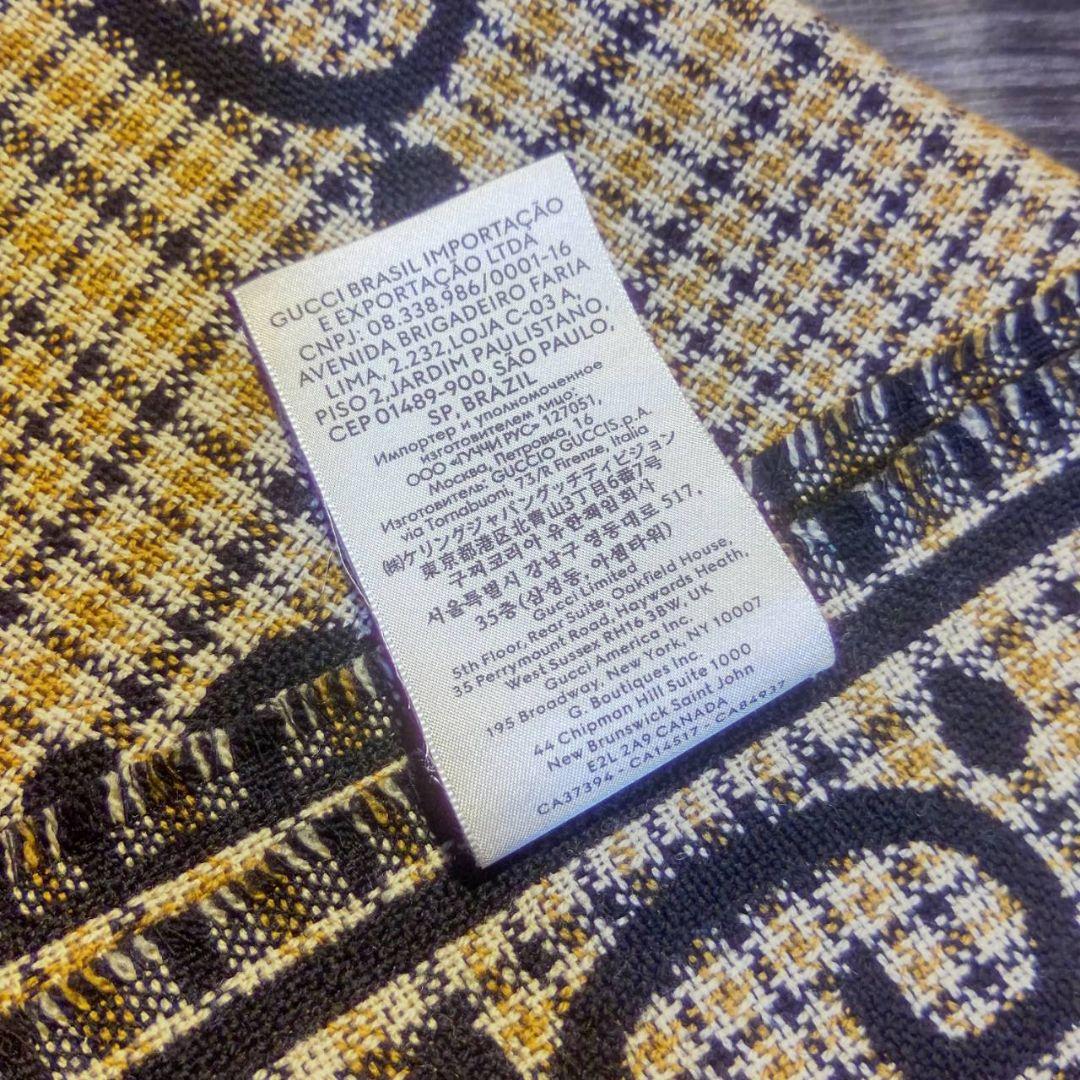 GUCCI BRASIL IMPORTAÇÃO
E EXPORTAÇÃO LTDA
CNPJ: 08.338.986/0001-16
AVENIDA BRIGADEIRO FARIA
LIMA, 2.232, LOJA C-03 A,
PISO 2, JARDIM PAULISTANO,
CEP 01489-900, SÃO PAULO,
SP, BRAZIL
Импортер и уполномоченное
изготовителем лицо:
ООО «ГУЧЧИ РУС» 127051,
Москва, Петровка, 16
Изготовитель: GUCCIO GUCCI S.p.A.
via Tornabuoni, 73/R Firenze, Italia
㈱ケリングジャパングッチディビジョン
東京都港区北青山3丁目6番7号
구찌코리아 유한책임회사
서울특별시 강남구 영동대로 517,
35층(삼성동, 아셈타워)
Gucci Limited
5th Floor, Rear Suite, Oakfield House,
35 Perrymount Road, Haywards Heath,
West Sussex RH16 3BW, UK
Gucci America Inc.
195 Broadway, New York, NY 10007
G. Boutiques Inc.
44 Chipman Hill Suite 1000
New Brunswick Saint John
E2L 2A9 CANADA
CA37394 - CA14517 - CA84937